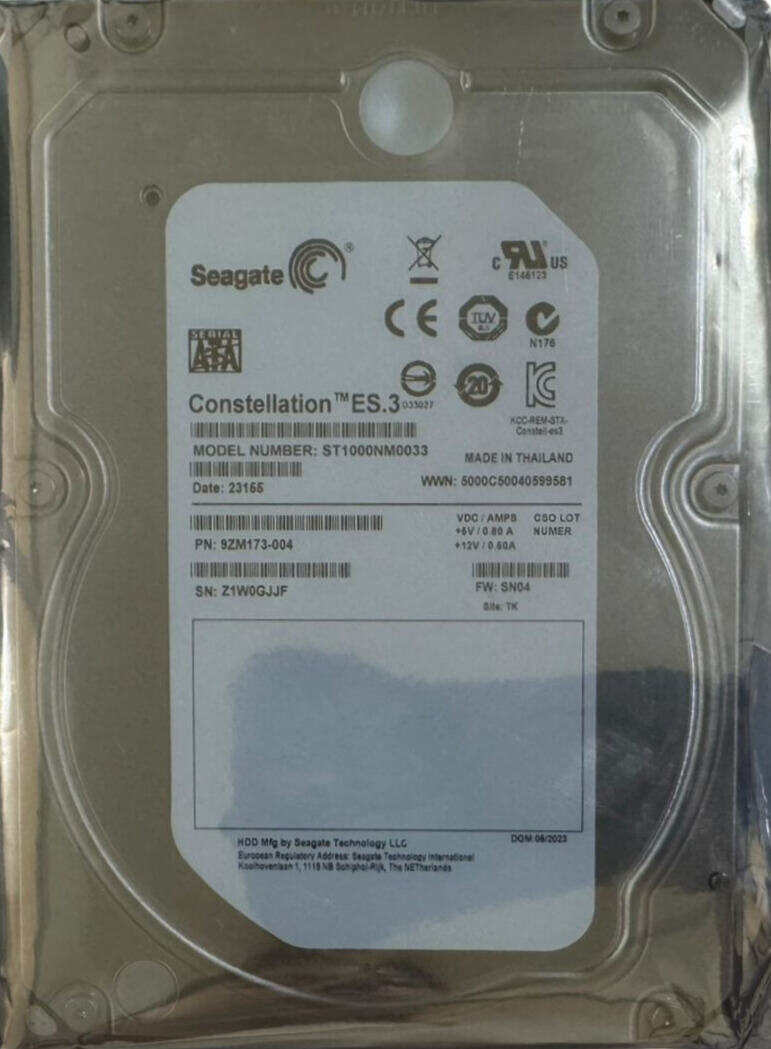 Seagate ®
C RU US
E146123
CE TUV
N176
SERIAL
ATA
20
Constellation™ES.3
033027
KCC-REM-STX-
Constell-es3
MODEL NUMBER: ST1000NM0033
MADE IN THAILAND
Date: 23155
WWN: 5000C50040599581
VDC / AMPS
+5V / 0.80 A
+12V / 0.60A
CSO LOT
NUMER
PN: 9ZM173-004
SN: Z1W0GJJF
FW: SN04
Site: TK
HDD Mfg by Seagate Technology LLC
DOM:06/2023
European Regulatory Address: Seagate Technology International
Koolhovenlaan 1, 1119 NB Schiphol-Rijk, The NETherlands